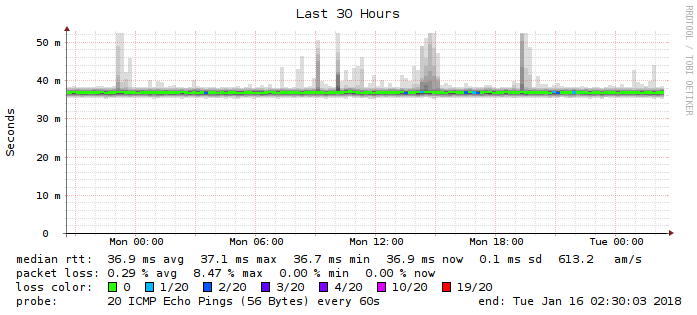 Last 30 Hours
RRDTOOL / TOBI OETIKER
Seconds
50 m
40 m
30 m
20 m
10 m
0
Mon 00:00 Mon 06:00 Mon 12:00 Mon 18:00 Tue 00:00
median rtt: 36.9 ms avg 37.1 ms max 36.7 ms min 36.9 ms now 0.1 ms sd 613.2 am/s
packet loss: 0.29 % avg 8.47 % max 0.00 % min 0.00 % now
loss color: 0 1/20 2/20 3/20 4/20 10/20 19/20
probe: 20 ICMP Echo Pings (56 Bytes) every 60s end: Tue Jan 16 02:30:03 2018